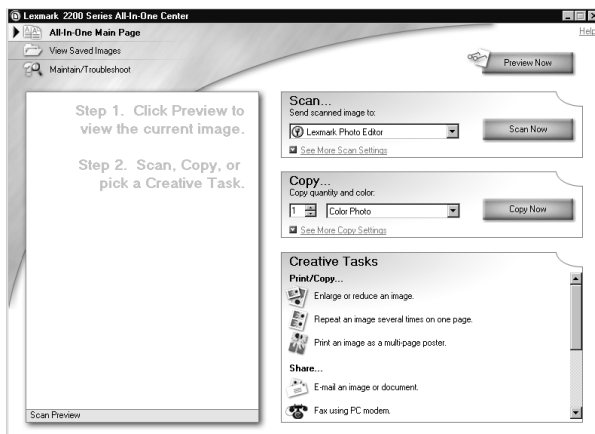 Lexmark 2200 Series All-In-One Center
All-In-One Main Page
Help
View Saved Images
Maintain/Troubleshoot
Preview Now
Step 1. Click Preview to
view the current image.
Step 2. Scan, Copy, or
pick a Creative Task.
Scan Preview
Scan...
Send scanned image to:
Lexmark Photo Editor
Scan Now
See More Scan Settings
Copy...
Copy quantity and color:
1
Color Photo
Copy Now
See More Copy Settings
Creative Tasks
Print/Copy...
Enlarge or reduce an image.
Repeat an image several times on one page.
Print an image as a multi-page poster.
Share...
E-mail an image or document.
Fax using PC modem.